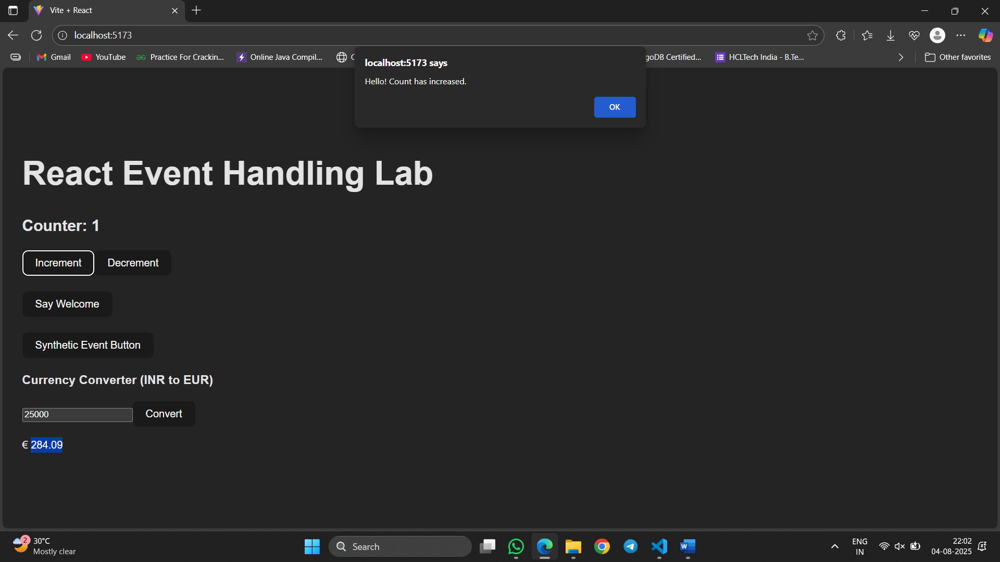 Vite + React
localhost:5173
Gmail
YouTube
Practice For Crackin...
Online Java Compil...
goDB Certified...
HCLTech India - B.Te...
Other favorites
localhost:5173 says
Hello! Count has increased.
OK
React Event Handling Lab
Counter: 1
Increment
Decrement
Say Welcome
Synthetic Event Button
Currency Converter (INR to EUR)
25000
Convert
€ 284.09
2
30°C
Mostly clear
Search
ENG
IN
22:02
04-08-2025